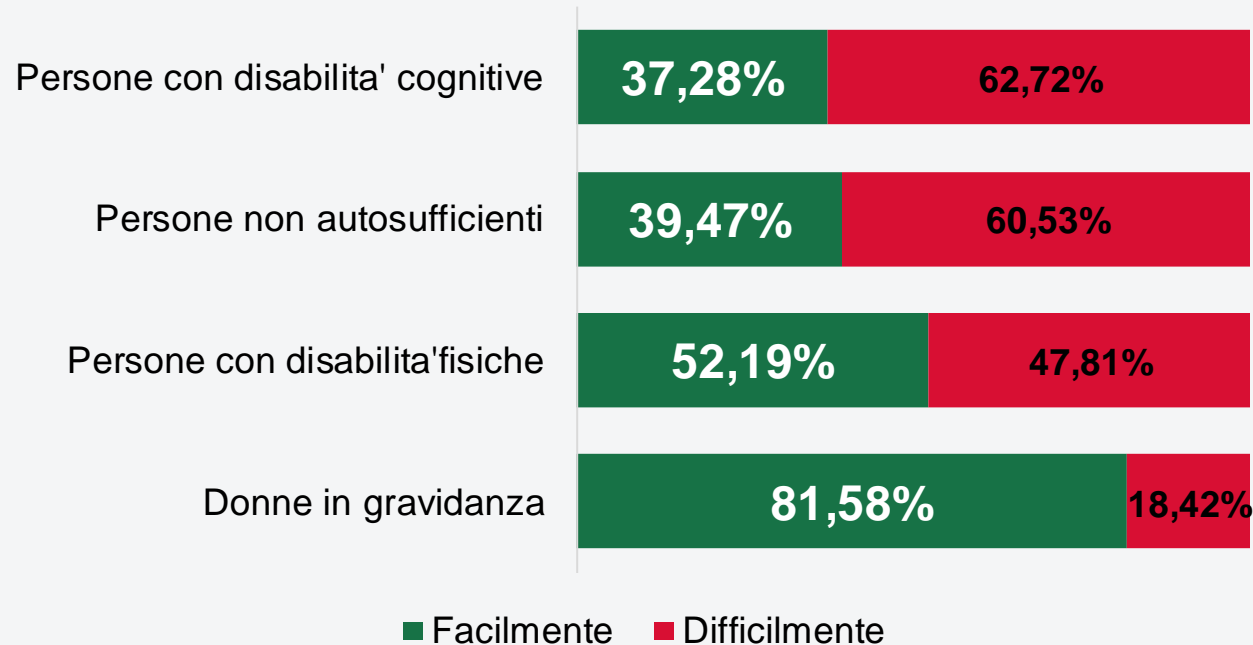 Persone con disabilita' cognitive 37,28% 62,72%
Persone non autosufficienti 39,47% 60,53%
Persone con disabilita'fisiche 52,19% 47,81%
Donne in gravidanza 81,58% 18,42%
Facilmente Difficilmente